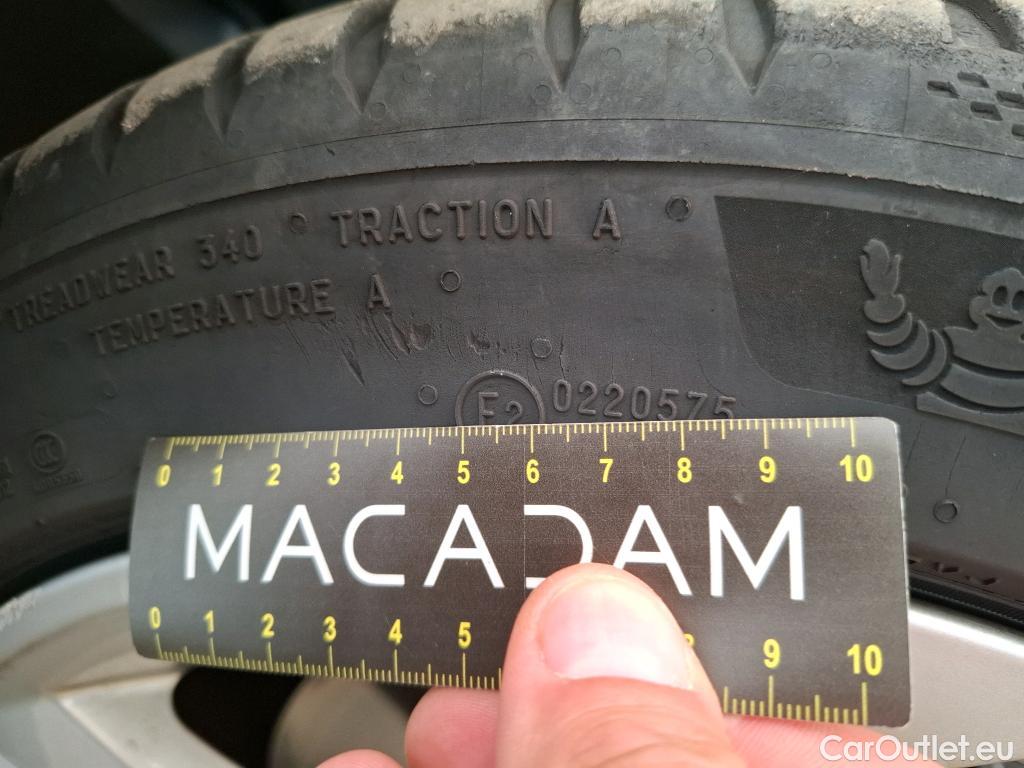 TREADWEAR 340 TRACTION A
TEMPERATURE A
E2 0220575
0 1 2 3 4 5 6 7 8 9 10
MACADAM
0 1 2 3 4 5 8 9 10
CarOutlet.eu